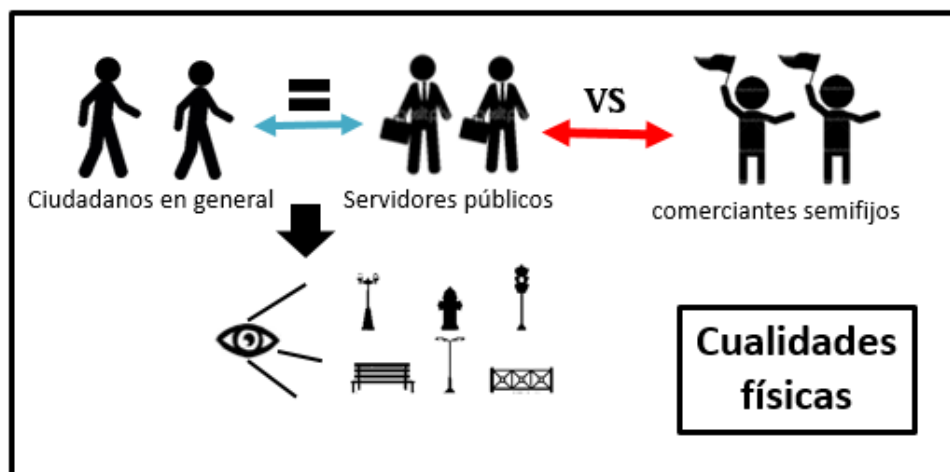 =
VS
Ciudadanos en general
Servidores públicos
comerciantes semifijos
Cualidades
físicas